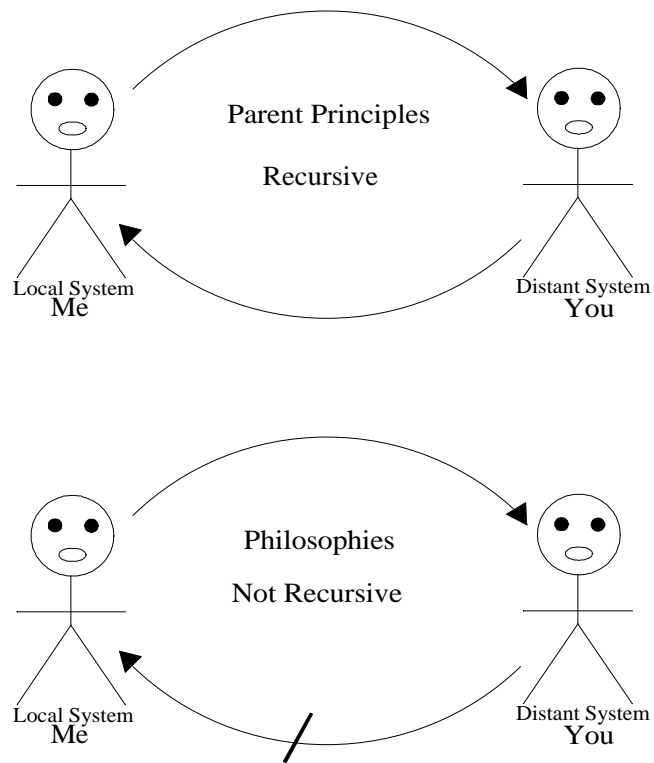 Parent Principles
Recursive
Local System
Me
Distant System
You
Philosophies
Not Recursive
Local System
Me
Distant System
You